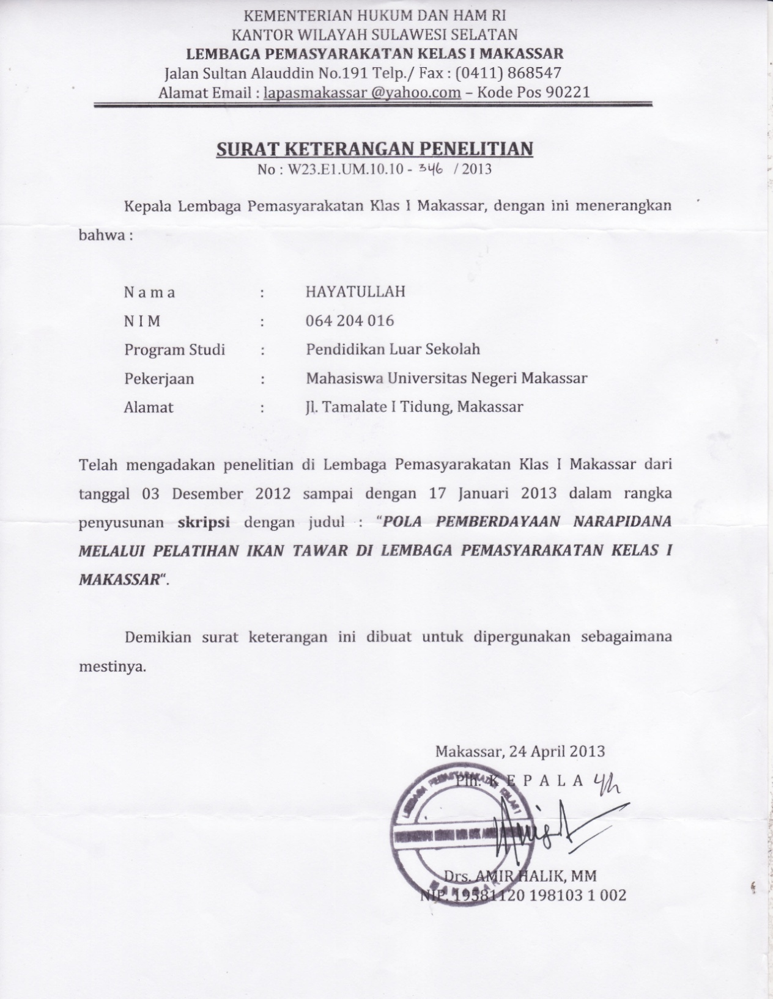 KEMENTERIAN HUKUM DAN HAM RI
KANTOR WILAYAH SULAWESI SELATAN
LEMBAGA PEMASYARAKATAN KELAS I MAKASSAR
Jalan Sultan Alauddin No.191 Telp./ Fax : (0411) 868547
Alamat Email : lapasmakassar @yahoo.com – Kode Pos 90221
SURAT KETERANGAN PENELITIAN
No : W23.E1.UM.10.10 - 346 / 2013
Kepala Lembaga Pemasyarakatan Klas I Makassar, dengan ini menerangkan
bahwa :
N a m a : HAYATULLAH
N I M : 064 204 016
Program Studi : Pendidikan Luar Sekolah
Pekerjaan : Mahasiswa Universitas Negeri Makassar
Alamat : Jl. Tamalate I Tidung, Makassar
Telah mengadakan penelitian di Lembaga Pemasyarakatan Klas I Makassar dari
tanggal 03 Desember 2012 sampai dengan 17 Januari 2013 dalam rangka
penyusunan skripsi dengan judul : “POLA PEMBERDAYAAN NARAPIDANA
MELALUI PELATIHAN IKAN TAWAR DI LEMBAGA PEMASYARAKATAN KELAS I
MAKASSAR“.
Demikian surat keterangan ini dibuat untuk dipergunakan sebagaimana
mestinya.
Makassar, 24 April 2013
Plh. K E P A L A
LEMBAGA PEMASYARAKATAN KELAS I
MAKASSAR
Drs. AMIR HALIK, MM
NIP. 19581120 198103 1 002